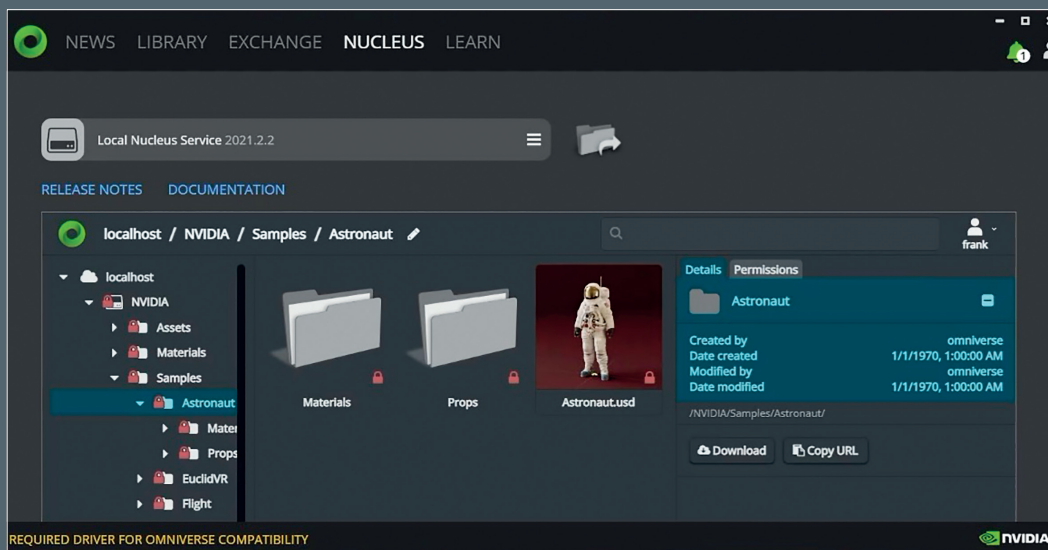 NEWS LIBRARY EXCHANGE NUCLEUS LEARN
1
Local Nucleus Service 2021.2.2
RELEASE NOTES DOCUMENTATION
localhost / NVIDIA / Samples / Astronaut
frank
localhost
NVIDIA
Assets
Materials
Samples
Astronaut
Mater
Props
EuclidVR
Flight
Materials
Props
Astronaut.usd
Details Permissions
Astronaut
Created by omniverse
Date created 1/1/1970, 1:00:00 AM
Modified by omniverse
Date modified 1/1/1970, 1:00:00 AM
/NVIDIA/Samples/Astronaut/
Download Copy URL
REQUIRED DRIVER FOR OMNIVERSE COMPATIBILITY
NVIDIA